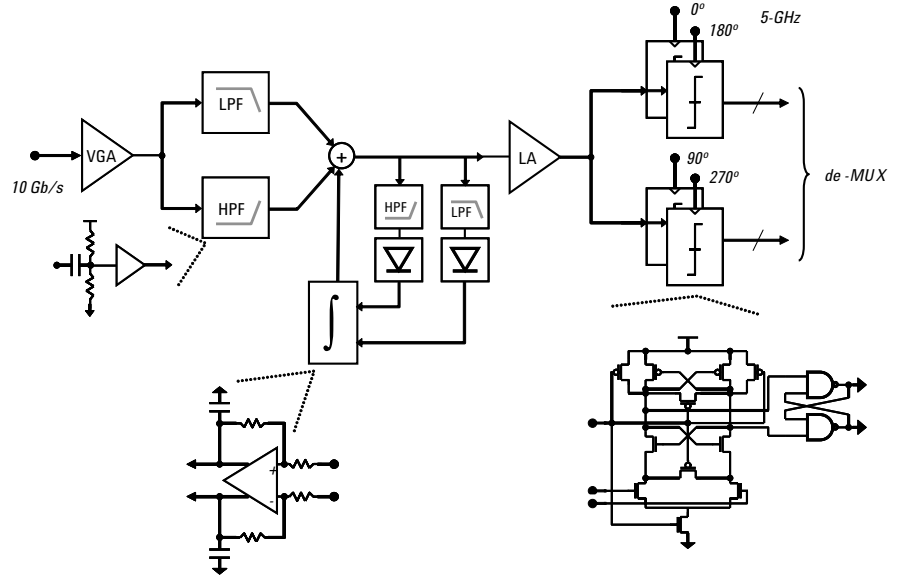 0º
5-GHz
180º
LPF
VGA
+
LA
10 Gb/s
HPF
HPF
LPF
90º
270º
de -MUX
∫
+
-